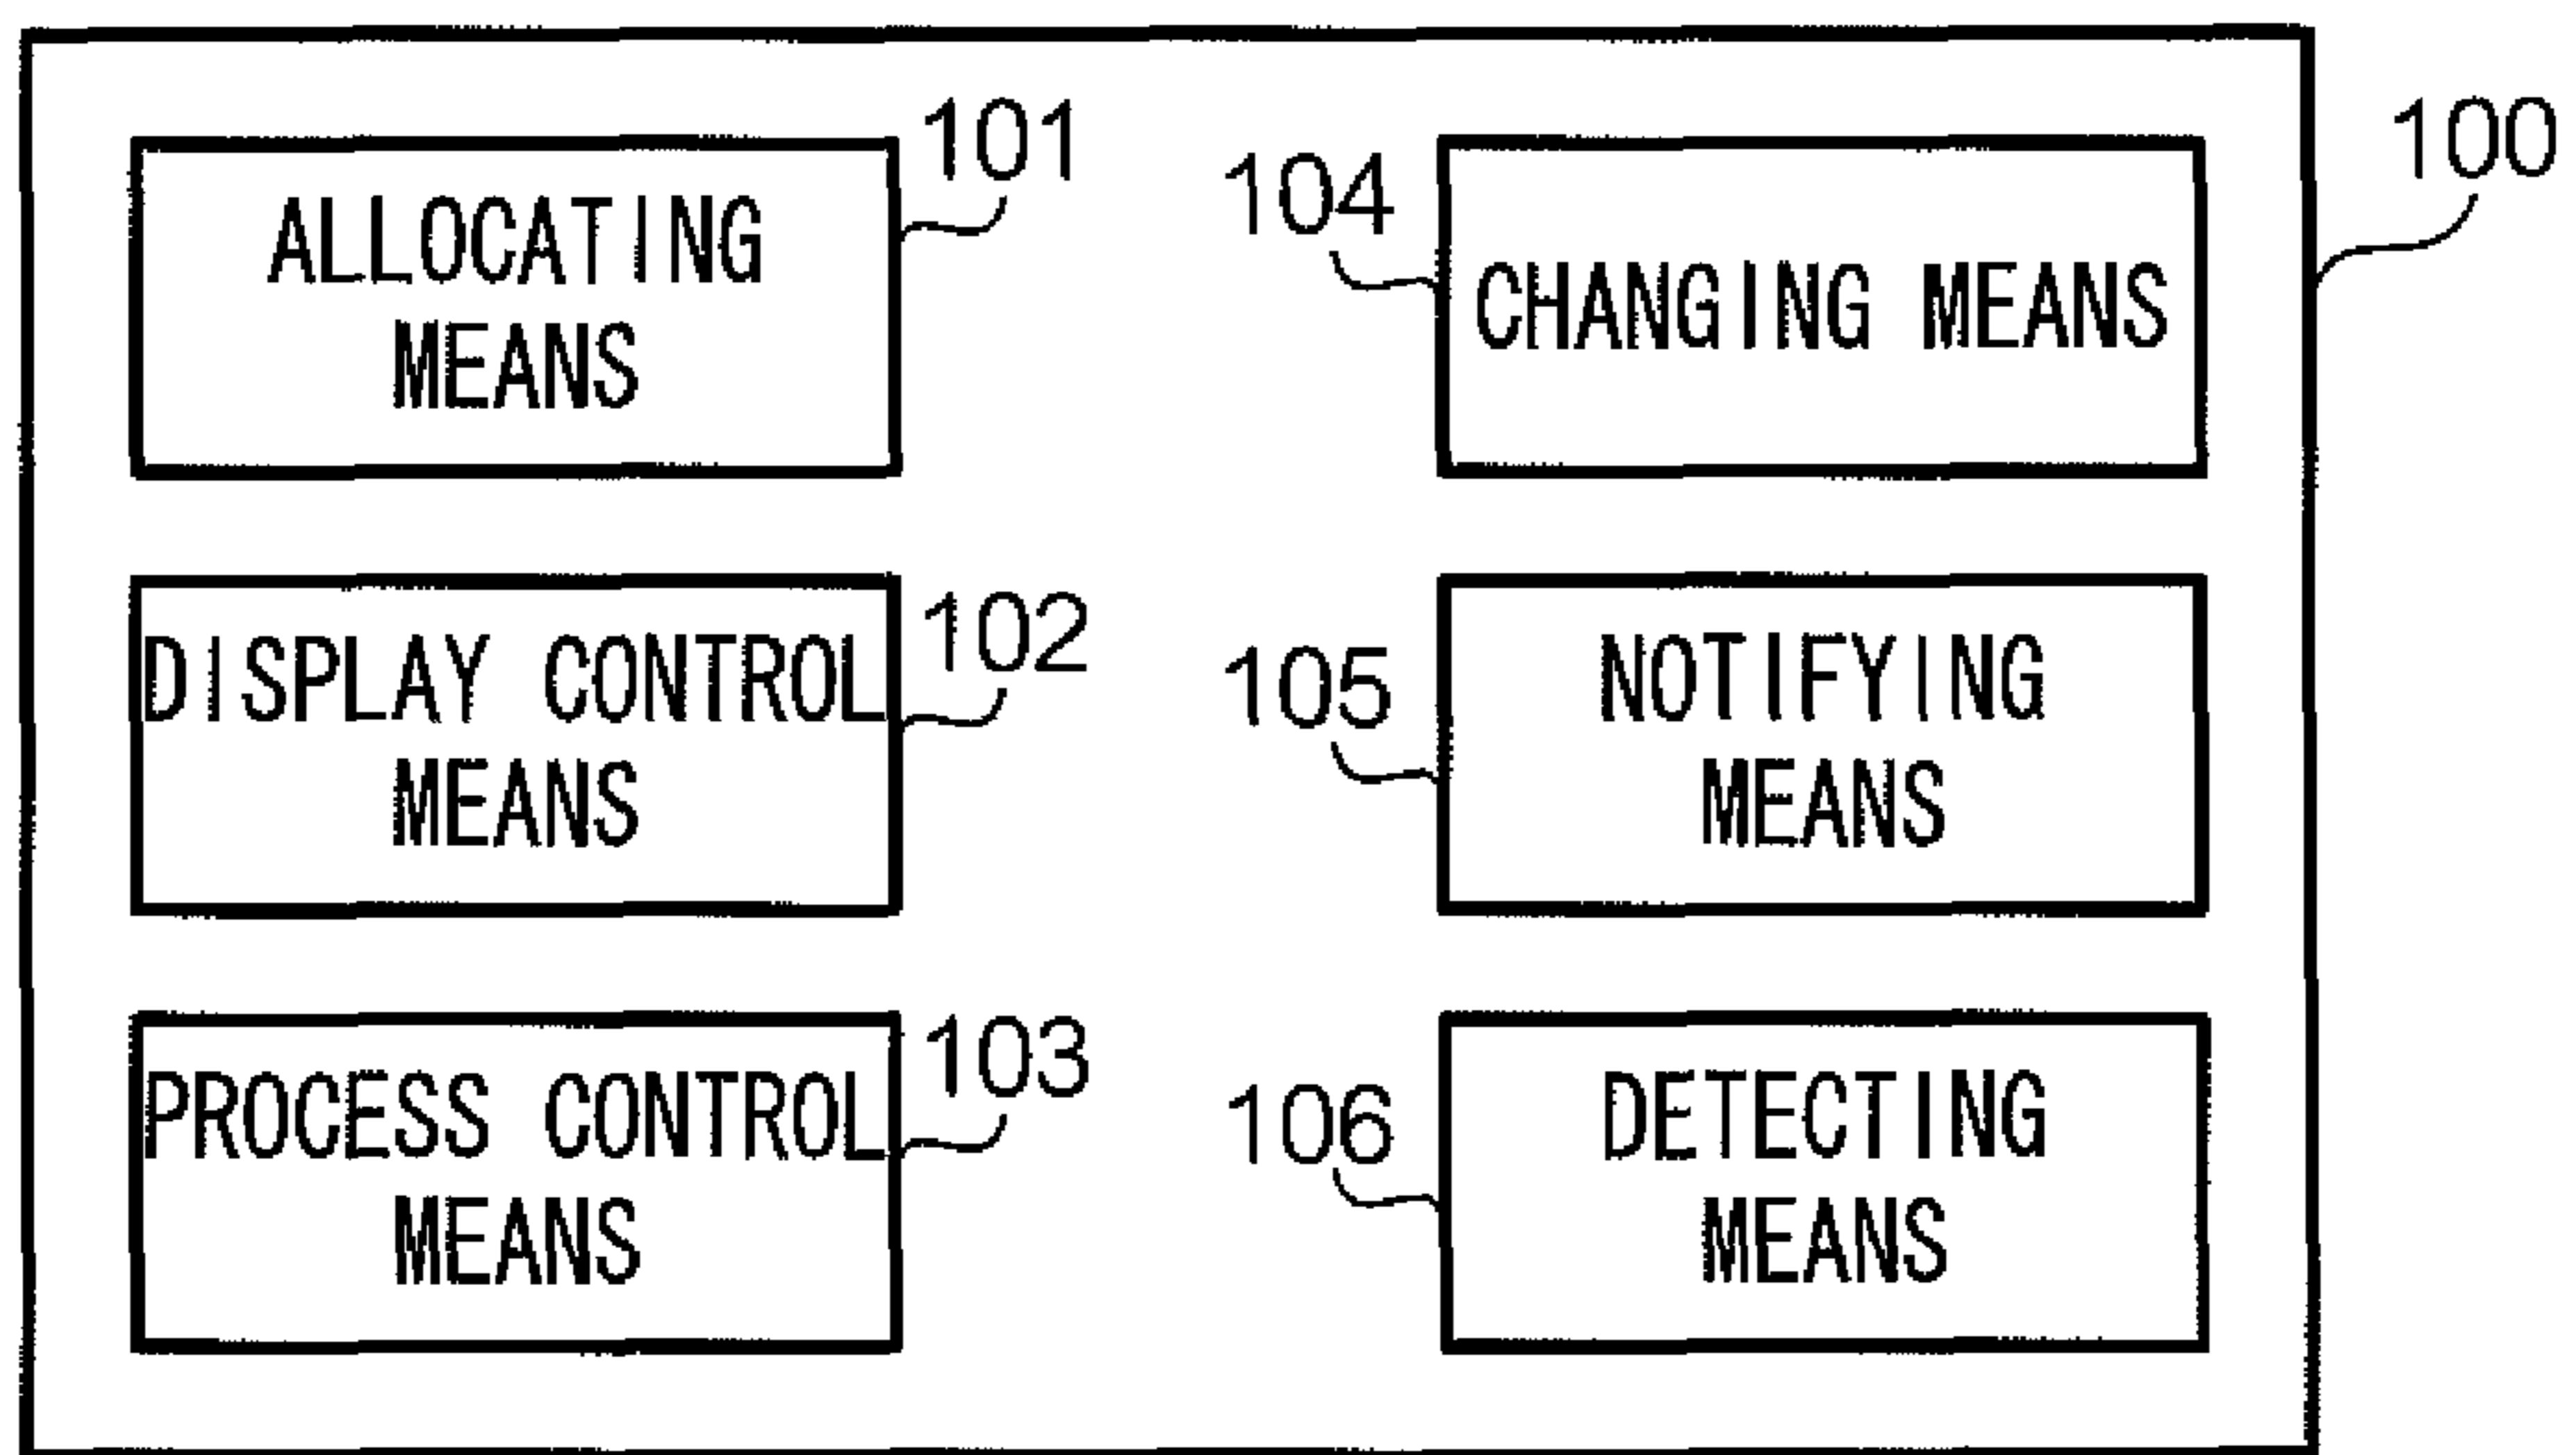 100
101
ALLOCATING
MEANS
102
DISPLAY CONTROL
MEANS
103
PROCESS CONTROL
MEANS
104
CHANGING MEANS
105
NOTIFYING
MEANS
106
DETECTING
MEANS